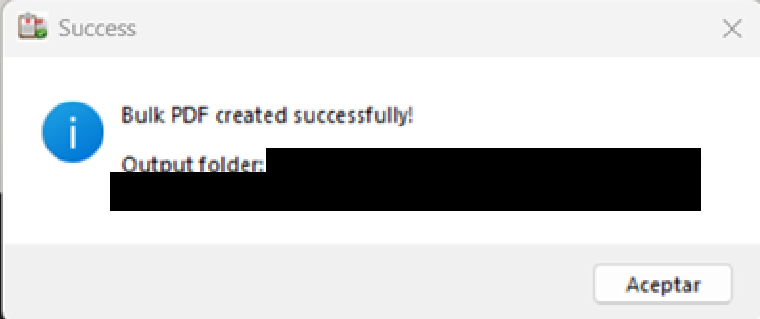 Success
Bulk PDF created successfully!
Output folder:
Aceptar